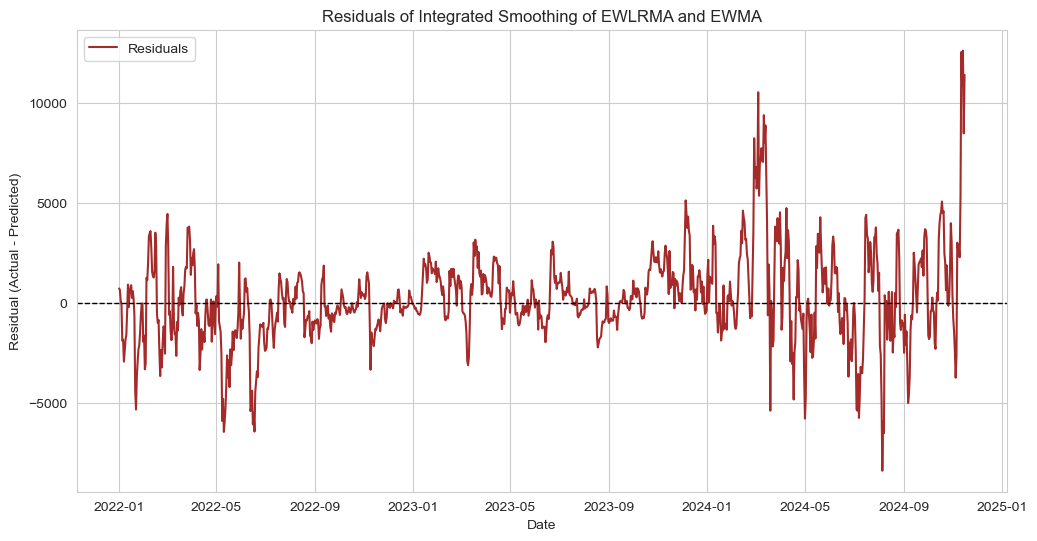 Residuals of Integrated Smoothing of EWLRMA and EWMA
Residuals
Residual (Actual - Predicted)
10000
5000
0
−5000
2022-01 2022-05 2022-09 2023-01 2023-05 2023-09 2024-01 2024-05 2024-09 2025-01
Date